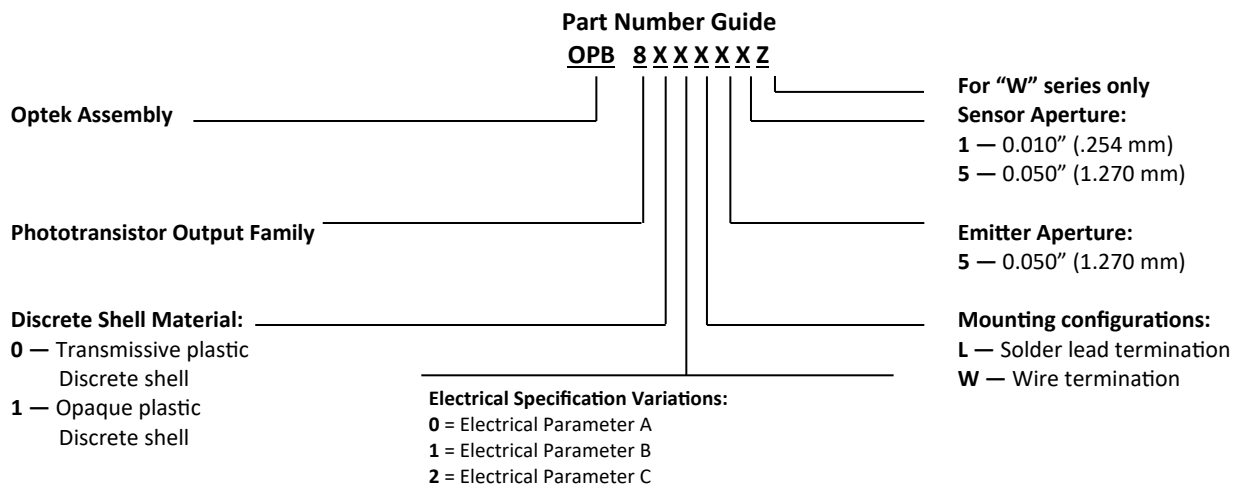 Part Number Guide
OPB 8 X X X X X Z
Optek Assembly
Phototransistor Output Family
Discrete Shell Material:
0 — Transmissive plastic
Discrete shell
1 — Opaque plastic
Discrete shell
Electrical Specification Variations:
0 = Electrical Parameter A
1 = Electrical Parameter B
2 = Electrical Parameter C
For “W” series only
Sensor Aperture:
1 — 0.010” (.254 mm)
5 — 0.050” (1.270 mm)
Emitter Aperture:
5 — 0.050” (1.270 mm)
Mounting configurations:
L — Solder lead termination
W — Wire termination